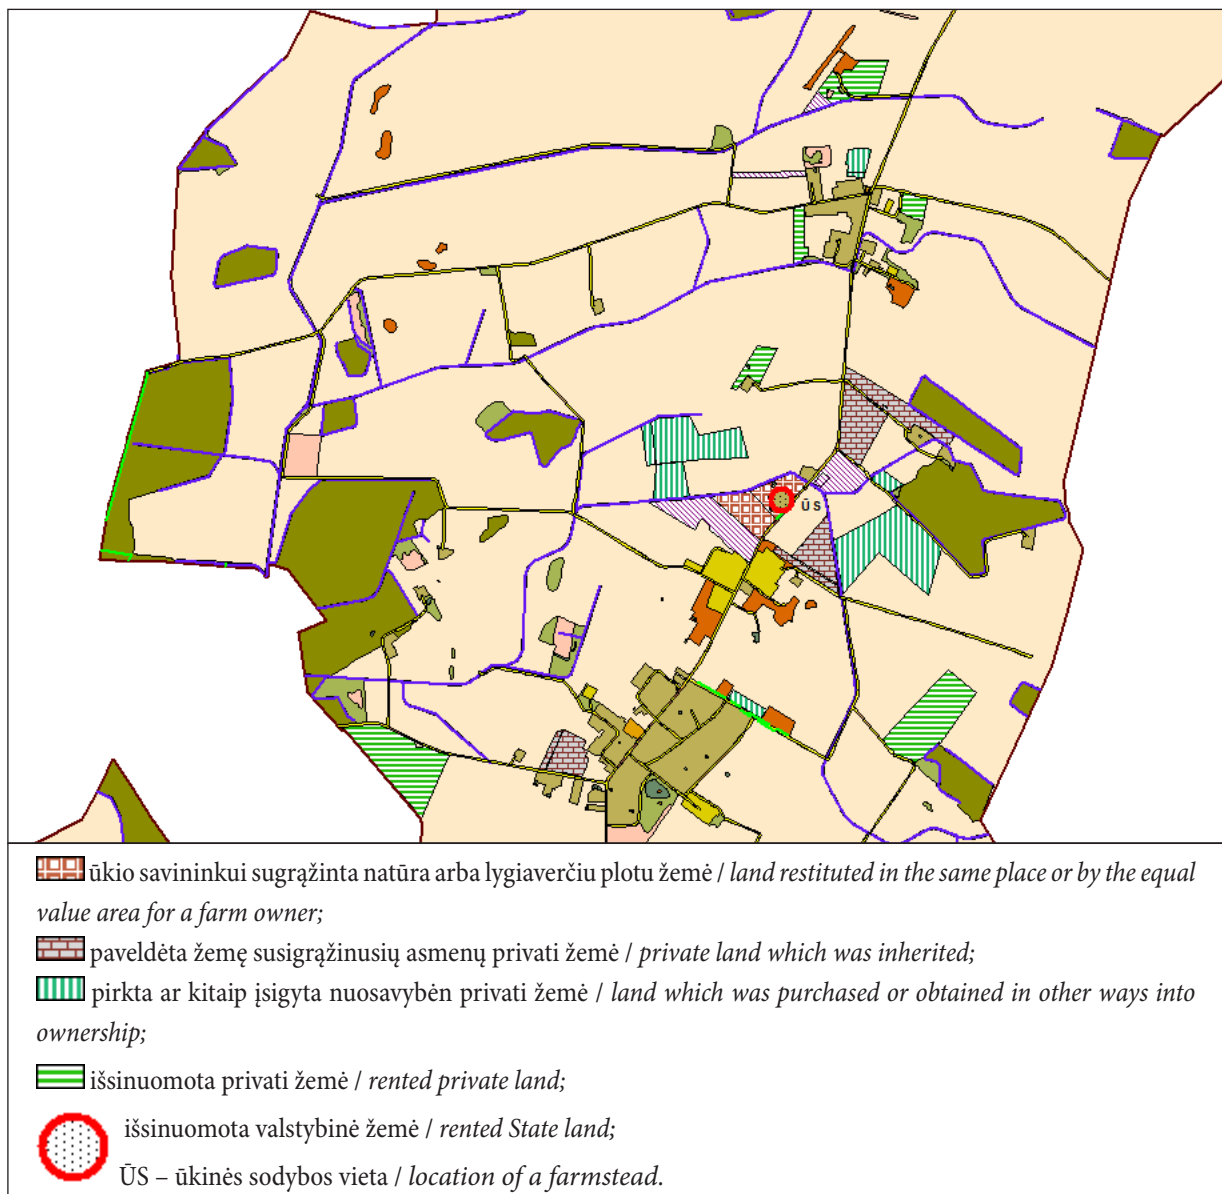 ŪS
ūkio savininkui sugrąžinta natūra arba lygiaverčiu plotu žemė / land restituted in the same place or by the equal
value area for a farm owner;
paveldėta žemę susigrąžinusių asmenų privati žemė / private land which was inherited;
pirkta ar kitaip įsigyta nuosavybėn privati žemė / land which was purchased or obtained in other ways into
ownership;
išsinuomota privati žemė / rented private land;
išsinuomota valstybinė žemė / rented State land;
ŪS – ūkinės sodybos vieta / location of a farmstead.